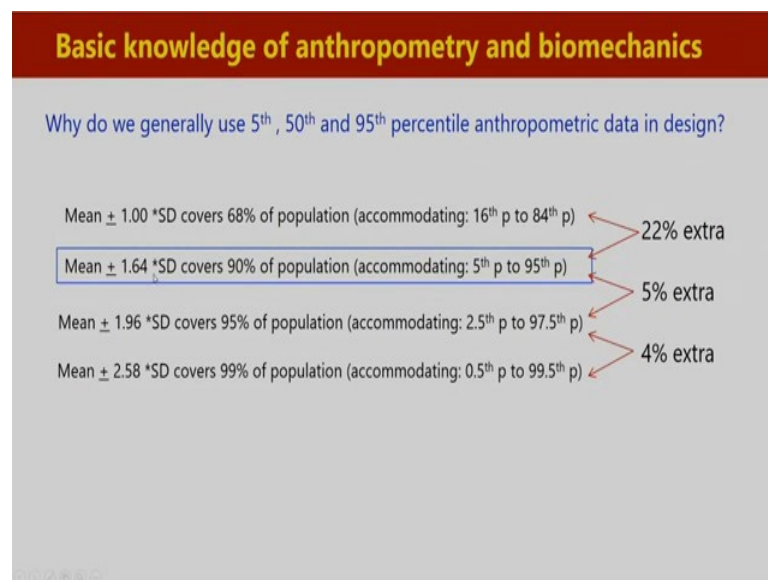 Basic knowledge of anthropometry and biomechanics
Why do we generally use 5th , 50th and 95th percentile anthropometric data in design?
Mean ± 1.00 *SD covers 68% of population (accommodating: 16th p to 84th p)
22% extra
Mean ± 1.64 *SD covers 90% of population (accommodating: 5th p to 95th p)
5% extra
Mean ± 1.96 *SD covers 95% of population (accommodating: 2.5th p to 97.5th p)
4% extra
Mean ± 2.58 *SD covers 99% of population (accommodating: 0.5th p to 99.5th p)